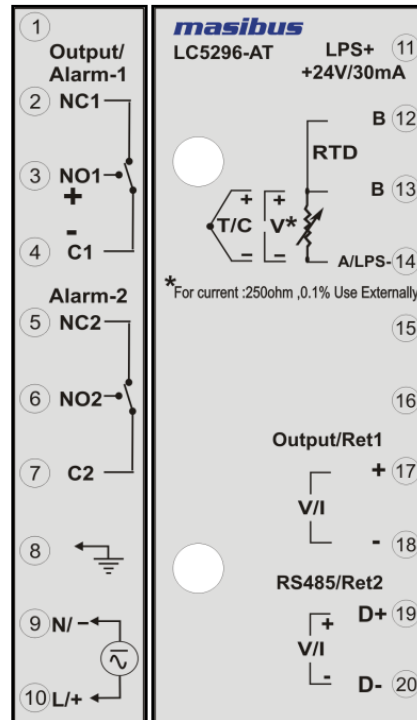 1
Output/
Alarm-1
2 NC1
3 NO1
+
-
4 C1
Alarm-2
5 NC2
6 NO2
7 C2
8
9 N/ -
10 L/+
masibus
LC5296-AT LPS+ 11
+24V/30mA
B 12
RTD
B 13
+ +
T/C V*
- -
A/LPS- 14
*For current :250ohm ,0.1% Use Externally
15
16
Output/Ret1
+ 17
V/I
- 18
RS485/Ret2
D+ 19
+
V/I
-
D- 20